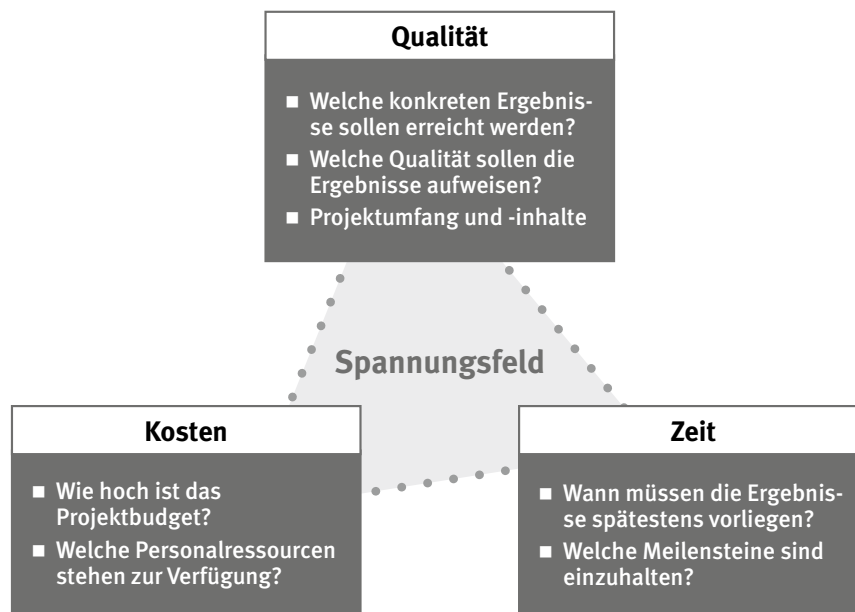 Qualität
■ Welche konkreten Ergebnis-
se sollen erreicht werden?
■ Welche Qualität sollen die
Ergebnisse aufweisen?
■ Projektumfang und -inhalte
Spannungsfeld
Kosten
■ Wie hoch ist das
Projektbudget?
■ Welche Personalressourcen
stehen zur Verfügung?
Zeit
■ Wann müssen die Ergebnis-
se spätestens vorliegen?
■ Welche Meilensteine sind
einzuhalten?